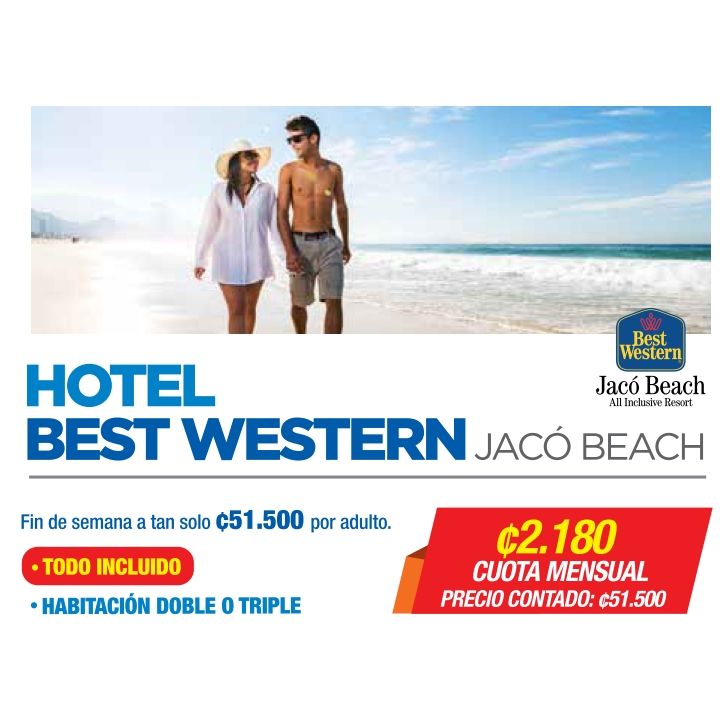 Best
Western
Jacó Beach
All Inclusive Resort
HOTEL
BEST WESTERN JACÓ BEACH
Fin de semana a tan solo ₡51.500 por adulto.
• TODO INCLUIDO
• HABITACIÓN DOBLE O TRIPLE
₡2.180
CUOTA MENSUAL
PRECIO CONTADO: ₡51.500